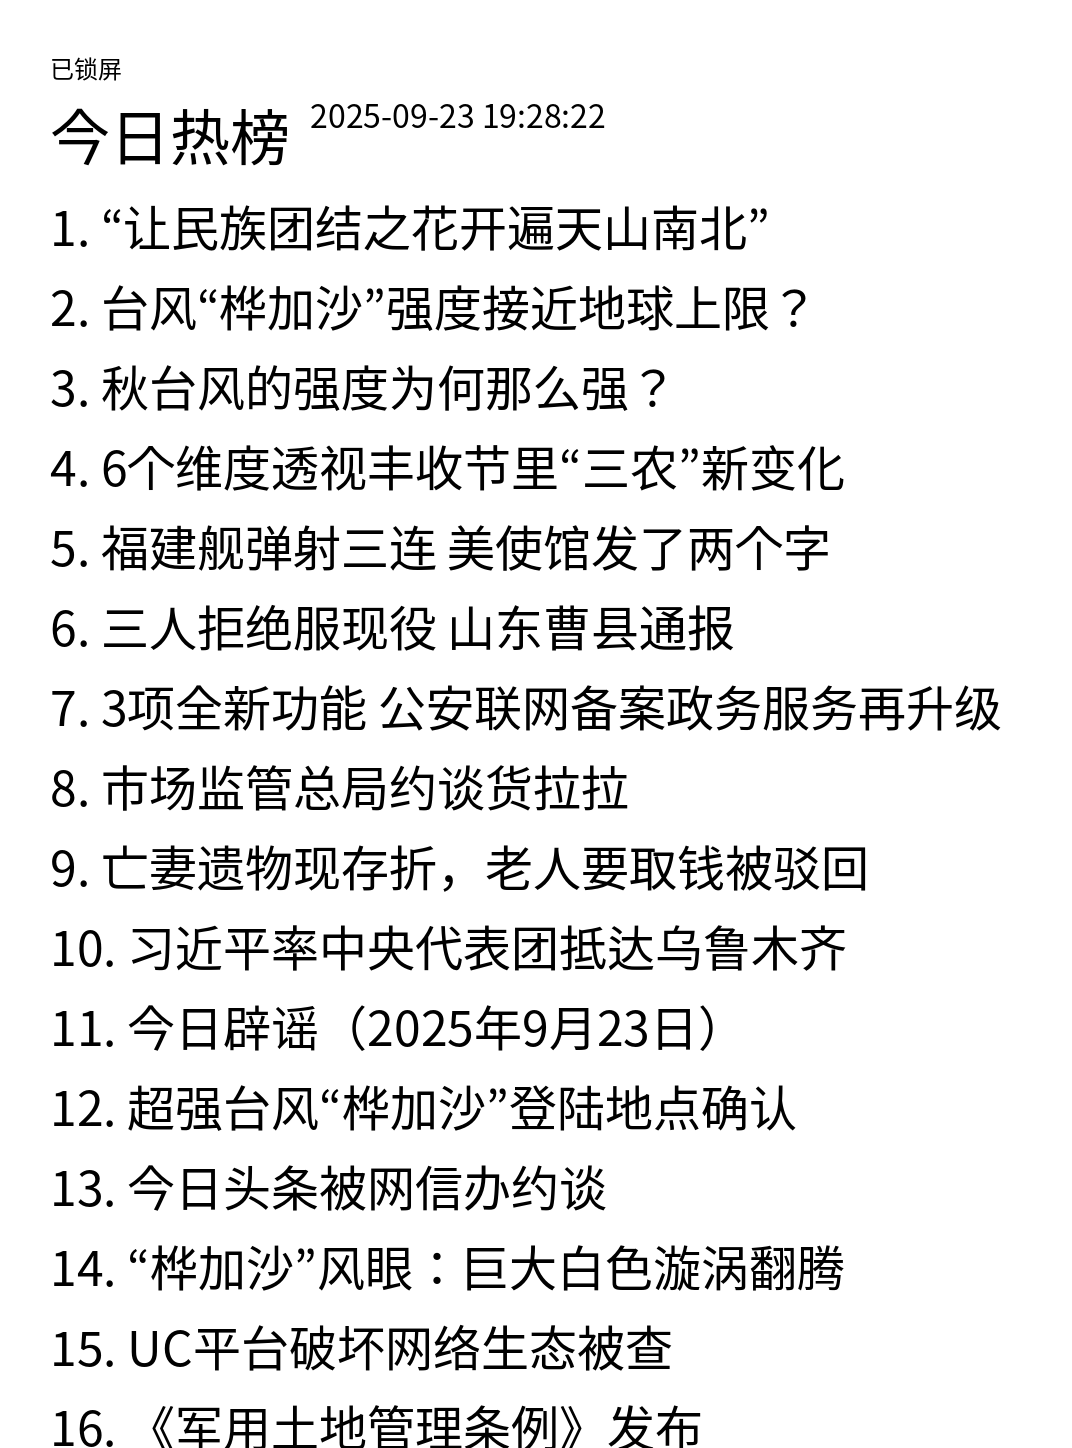 已锁屏
今日热榜 2025-09-23 19:28:22
1. “让民族团结之花开遍天山南北”
2. 台风“桦加沙”强度接近地球上限？
3. 秋台风的强度为何那么强？
4. 6个维度透视丰收节里“三农”新变化
5. 福建舰弹射三连 美使馆发了两个字
6. 三人拒绝服现役 山东曹县通报
7. 3项全新功能 公安联网备案政务服务再升级
8. 市场监管总局约谈货拉拉
9. 亡妻遗物现存折，老人要取钱被驳回
10. 习近平率中央代表团抵达乌鲁木齐
11. 今日辟谣（2025年9月23日）
12. 超强台风“桦加沙”登陆地点确认
13. 今日头条被网信办约谈
14. “桦加沙”风眼：巨大白色漩涡翻腾
15. UC平台破坏网络生态被查
16. 《军用土地管理条例》发布